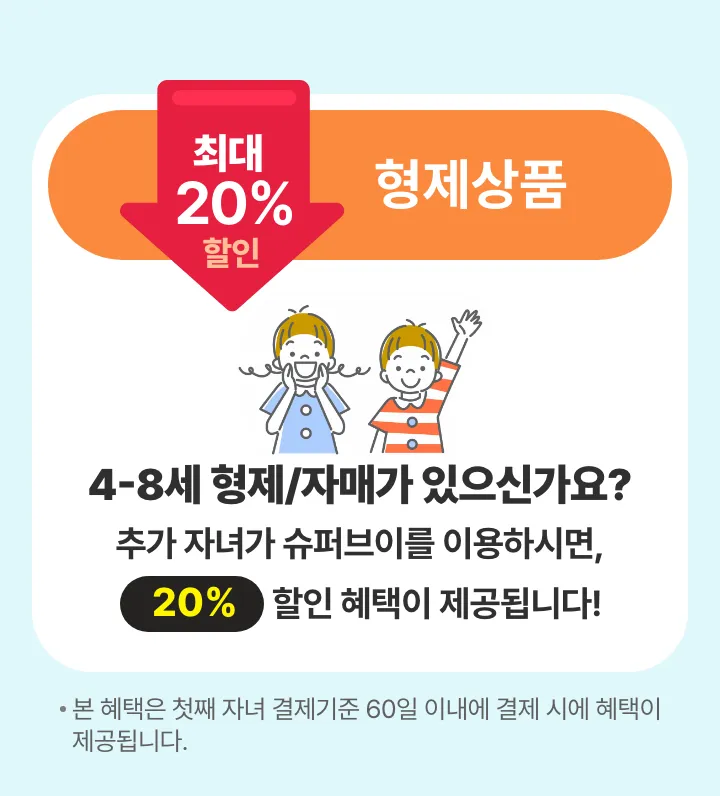 최대
20%
할인
형제상품
4-8세 형제/자매가 있으신가요?
추가 자녀가 슈퍼브이를 이용하시면,
20% 할인 혜택이 제공됩니다!
• 본 혜택은 첫째 자녀 결제기준 60일 이내에 결제 시에 혜택이
제공됩니다.